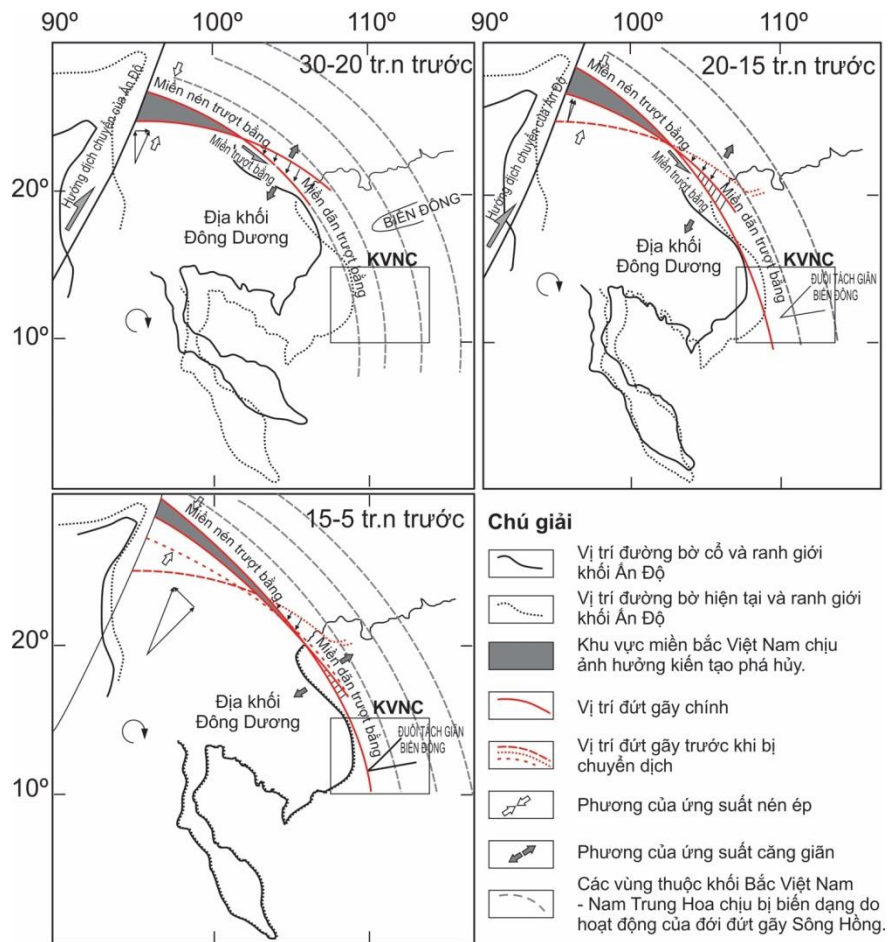 90º 100º 110º
100º 110º
30-20 tr.n trước
Hướng dịch chuyển của Ấn Độ
Miền nén trượt bằng
Miền trượt bằng
Miền dãn trượt bằng
20º
BIỂN ĐÔNG
Địa khối
Đông Dương
KVNC
10º
20-15 tr.n trước
Hướng dịch chuyển của Ấn Độ
Miền nén trượt bằng
Miền trượt bằng
Miền dãn trượt bằng
Địa khối
Đông Dương
KVNC
ĐUÔI TÁCH GIÃN
BIỂN ĐÔNG
15-5 tr.n trước
Miền nén trượt bằng
20º
Miền dãn trượt bằng
Địa khối
Đông Dương
KVNC
ĐUÔI TÁCH GIÃN
BIỂN ĐÔNG
10º
100º 110º
Chú giải
Vị trí đường bờ cổ và ranh giới
khối Ấn Độ
Vị trí đường bờ hiện tại và ranh giới
khối Ấn Độ
Khu vực miền bắc Việt Nam chịu
ảnh hưởng kiến tạo phá hủy.
Vị trí đứt gãy chính
Vị trí đứt gãy trước khi bị
chuyển dịch
Phương của ứng suất nén ép
Phương của ứng suất căng giãn
Các vùng thuộc khối Bắc Việt Nam
- Nam Trung Hoa chịu bị biến dạng do
hoạt động của đới đứt gãy Sông Hồng.